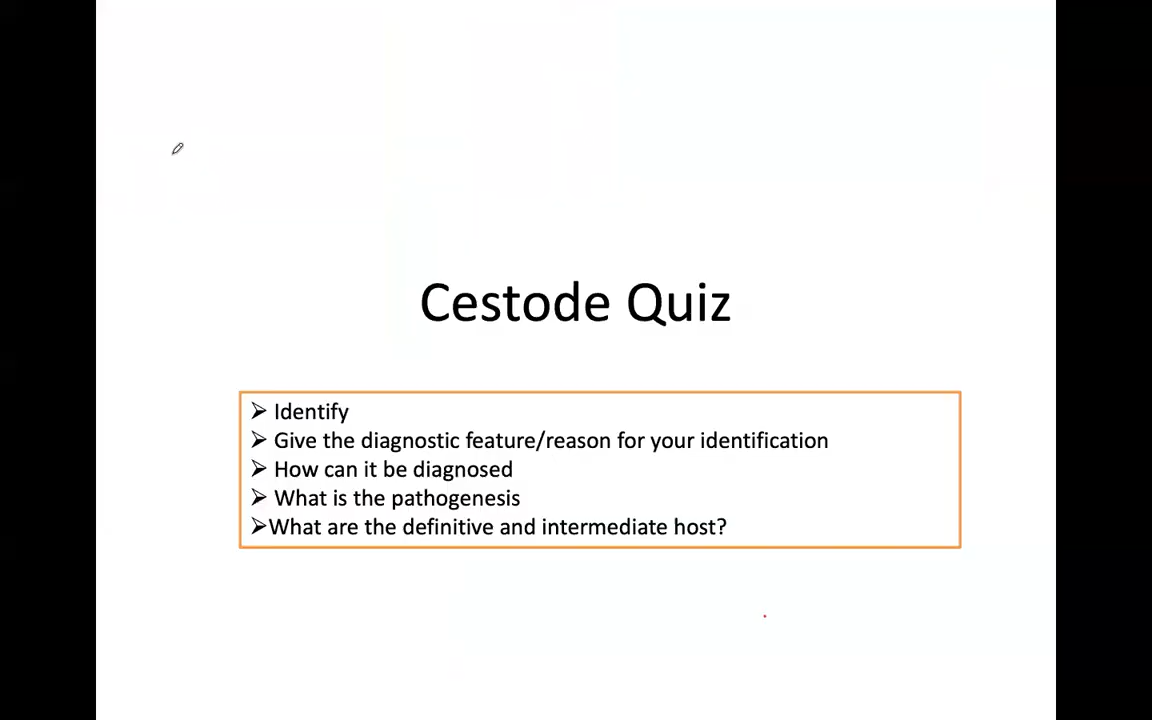 Cestode Quiz
➢ Identify
➢ Give the diagnostic feature/reason for your identification
➢ How can it be diagnosed
➢ What is the pathogenesis
➢What are the definitive and intermediate host?